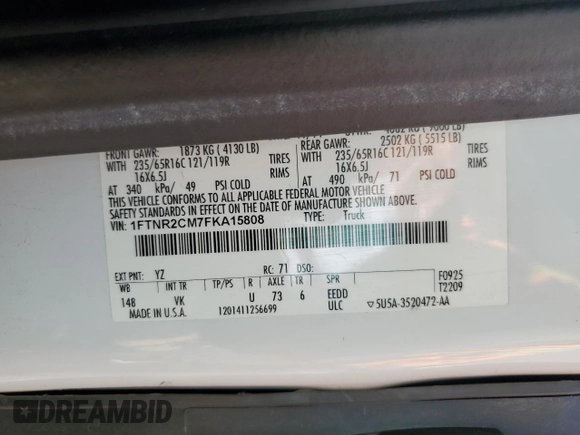 FRONT GAWR: 1873 KG ( 4130 LB)
WITH 235/65R16C 121/119R TIRES
16X6.5J RIMS
AT 340 kPa/ 49 PSI COLD
REAR GAWR: 2502 KG ( 5515 LB)
WITH 235/65R16C 121/119R TIRES
16X6.5J RIMS
AT 490 kPa/ 71 PSI COLD
THIS VEHICLE CONFORMS TO ALL APPLICABLE FEDERAL MOTOR VEHICLE
SAFETY STANDARDS IN EFFECT ON THE DATE OF MANUFACTURE SHOWN ABOVE.
VIN: 1FTNR2CM7FKA15808 TYPE: Truck
EXT PNT: YZ RC: 71 DSO:
WB INT TR TP/PS R AXLE TR SPR F0925
T2209
148 VK U 73 6 EEDD
MADE IN U.S.A. 1201411256699 ULC ▽5U5A-3520472-AA
DREAMBID